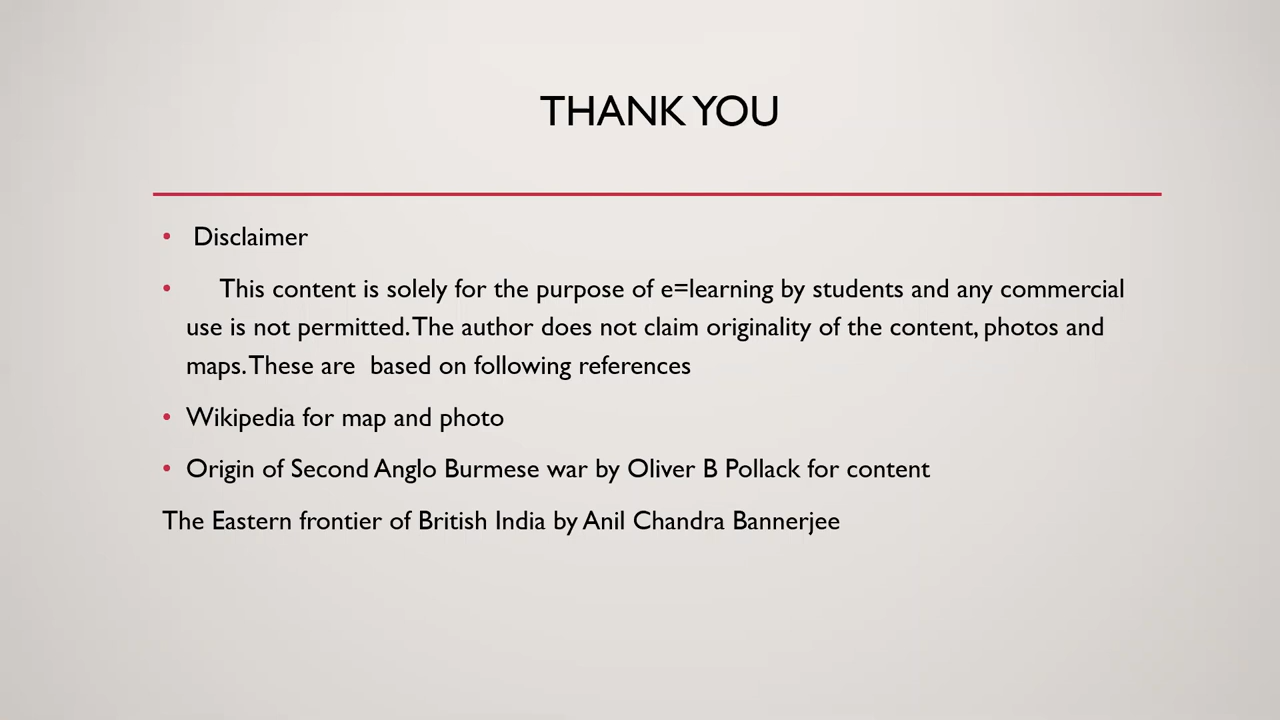 THANK YOU
• Disclaimer
• This content is solely for the purpose of e=learning by students and any commercial
use is not permitted.The author does not claim originality of the content, photos and
maps.These are  based on following references
• Wikipedia for map and photo
• Origin of Second Anglo Burmese war by Oliver B Pollack for content
The Eastern frontier of British India by Anil Chandra Bannerjee